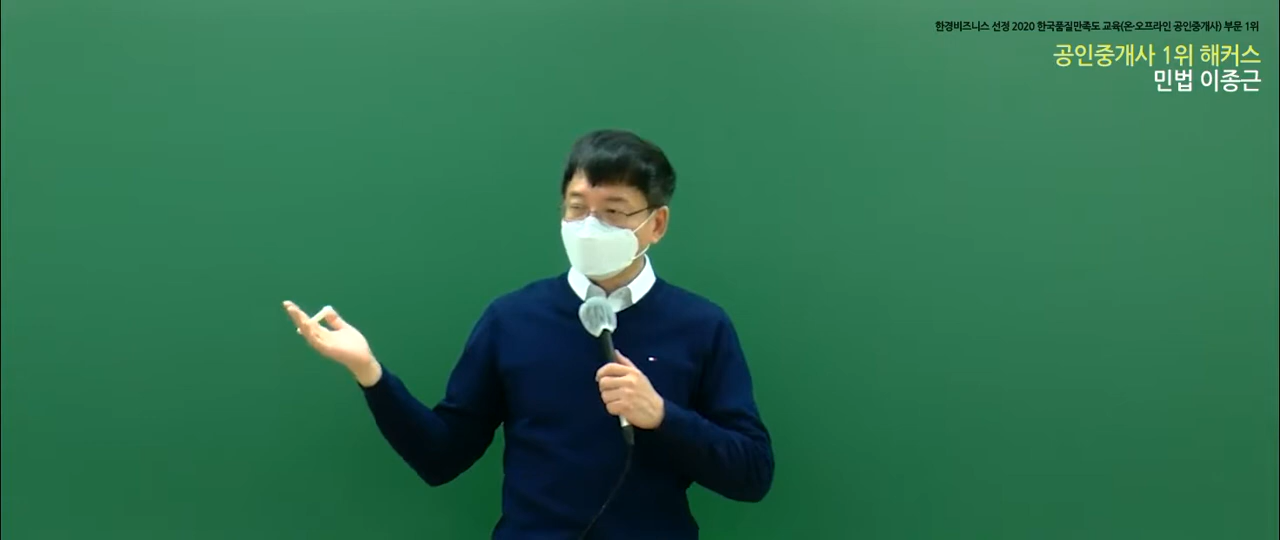 한경비즈니스 선정 2020 한국품질만족도 교육(온·오프라인 공인중개사) 부문 1위
공인중개사 1위 해커스
민법 이종근